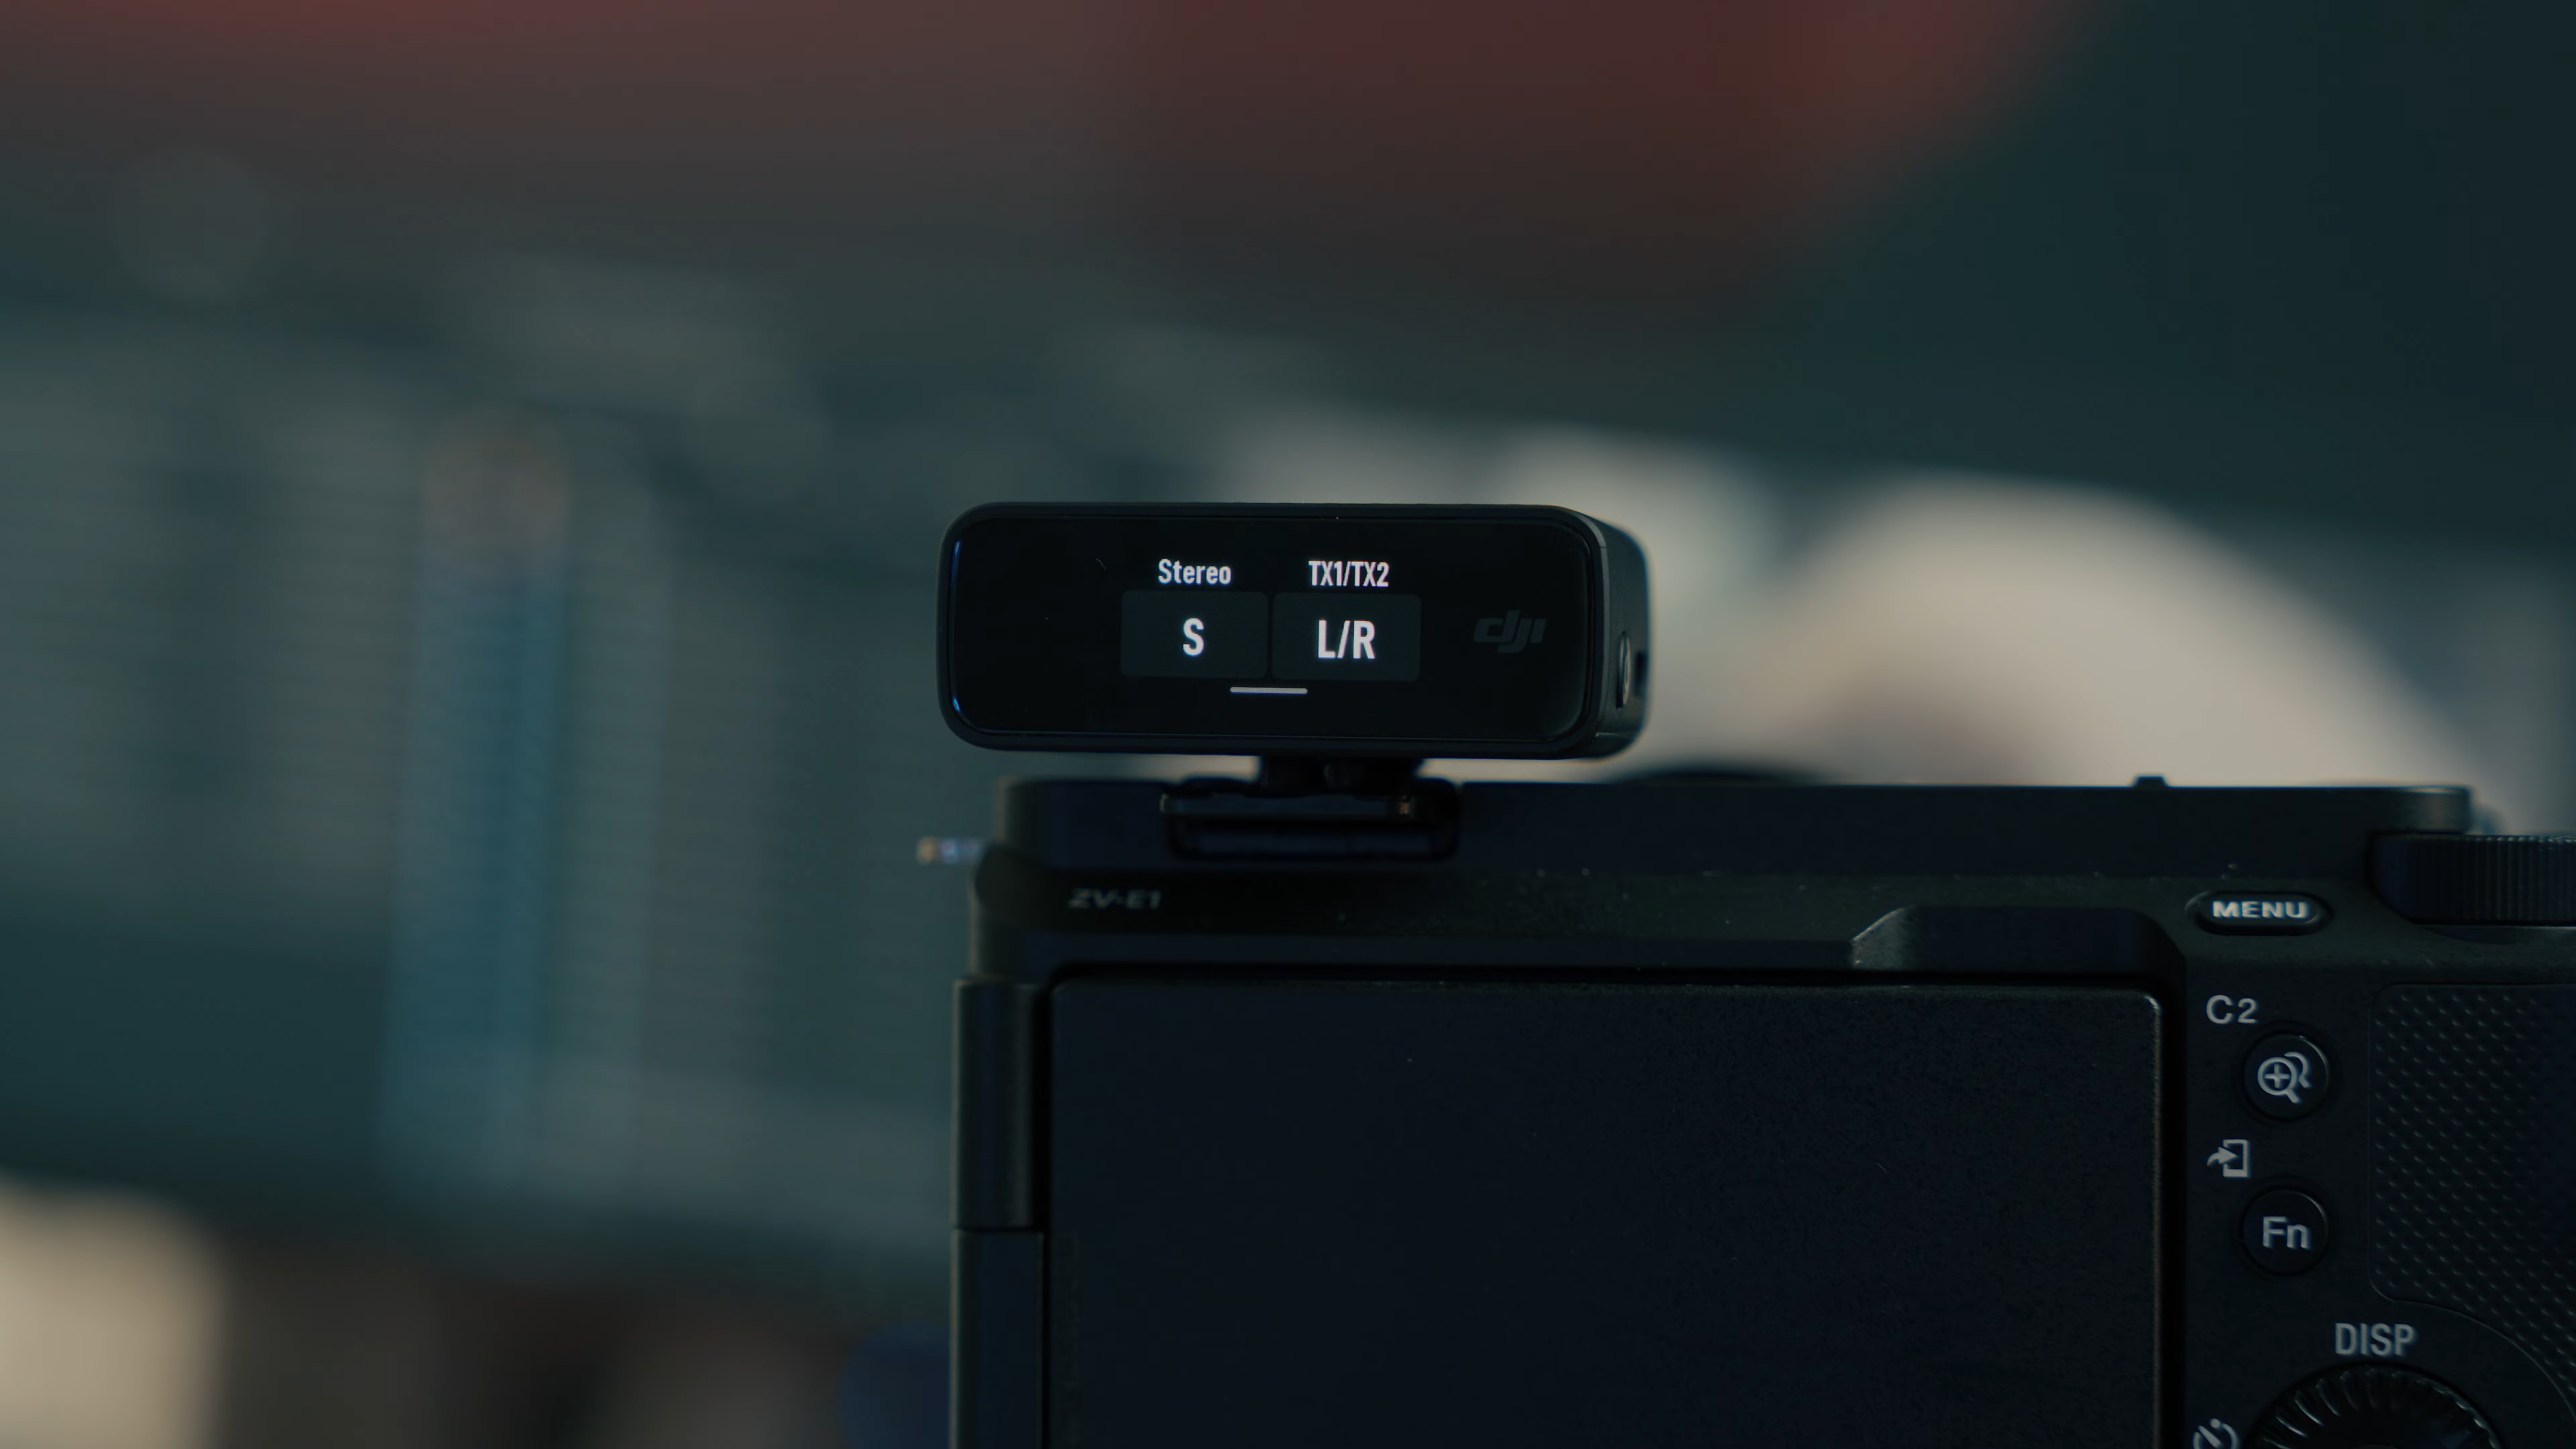 Stereo TX1/TX2
S L/R
dji
ZV-E1
MENU
C2
Fn
DISP